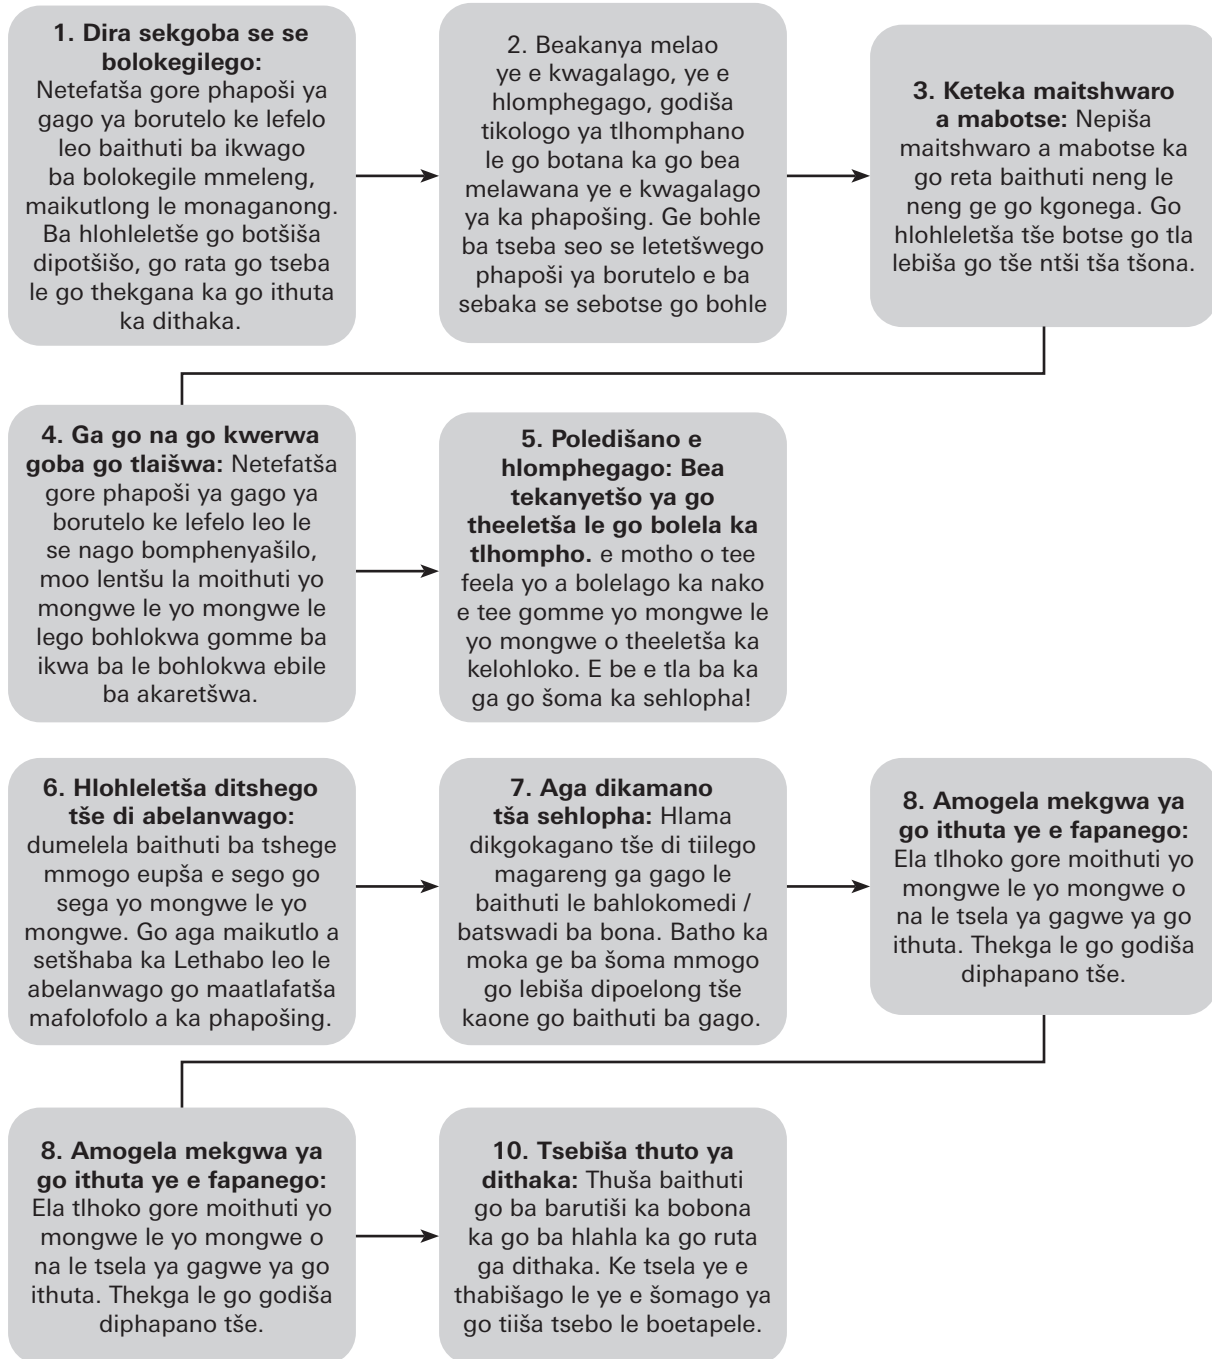 1. Dira sekgoba se se
bolokegilego:
Netefatša gore phapoši ya
gago ya borutelo ke lefelo
leo baithuti ba ikwago
ba bolokegile mmeleng,
maikutlong le monaganong.
Ba hlohleletše go botšiša
dipotšišo, go rata go tseba
le go thekgana ka go ithuta
ka dithaka.
2. Beakanya melao
ye e kwagalago, ye e
hlomphegago, godiša
tikologo ya tlhomphano
le go botana ka go bea
melawana ye e kwagalago
ya ka phapošing. Ge bohle
ba tseba seo se letetšwego
phapoši ya borutelo e ba
sebaka se sebotse go bohle
3. Keteka maitshwaro
a mabotse: Nepiša
maitshwaro a mabotse ka
go reta baithuti neng le
neng ge go kgonega. Go
hlohleletša tše botse go tla
lebiša go tše ntši tša tšona.
4. Ga go na go kwerwa
goba go tlaišwa: Netefatša
gore phapoši ya gago ya
borutelo ke lefelo leo le
se nago bomphenyašilo,
moo lentšu la moithuti yo
mongwe le yo mongwe le
lego bohlokwa gomme ba
ikwa ba le bohlokwa ebile
ba akaretšwa.
5. Poledišano e
hlomphegago: Bea
tekanyetšo ya go
theeletša le go bolela ka
tlhompho. e motho o tee
feela yo a bolelago ka nako
e tee gomme yo mongwe le
yo mongwe o theeletša ka
kelohloko. E be e tla ba ka
ga go šoma ka sehlopha!
6. Hlohleletša ditshego
tše di abelanwago:
dumelela baithuti ba tshege
mmogo eupša e sego go
sega yo mongwe le yo
mongwe. Go aga maikutlo a
setšhaba ka Lethabo leo le
abelanwago go maatlafatša
mafolofolo a ka phapošing.
7. Aga dikamano
tša sehlopha: Hlama
dikgokagano tše di tiilego
magareng ga gago le
baithuti le bahlokomedi /
batswadi ba bona. Batho ka
moka ge ba šoma mmogo
go lebiša dipoelong tše
kaone go baithuti ba gago.
8. Amogela mekgwa ya
go ithuta ye e fapanego:
Ela tlhoko gore moithuti yo
mongwe le yo mongwe o
na le tsela ya gagwe ya go
ithuta. Thekga le go godiša
diphapano tše.
8. Amogela mekgwa ya
go ithuta ye e fapanego:
Ela tlhoko gore moithuti yo
mongwe le yo mongwe o
na le tsela ya gagwe ya go
ithuta. Thekga le go godiša
diphapano tše.
10. Tsebiša thuto ya
dithaka: Thuša baithuti
go ba barutiši ka bobona
ka go ba hlahla ka go ruta
ga dithaka. Ke tsela ye e
thabišago le ye e šomago ya
go tiiša tsebo le boetapele.